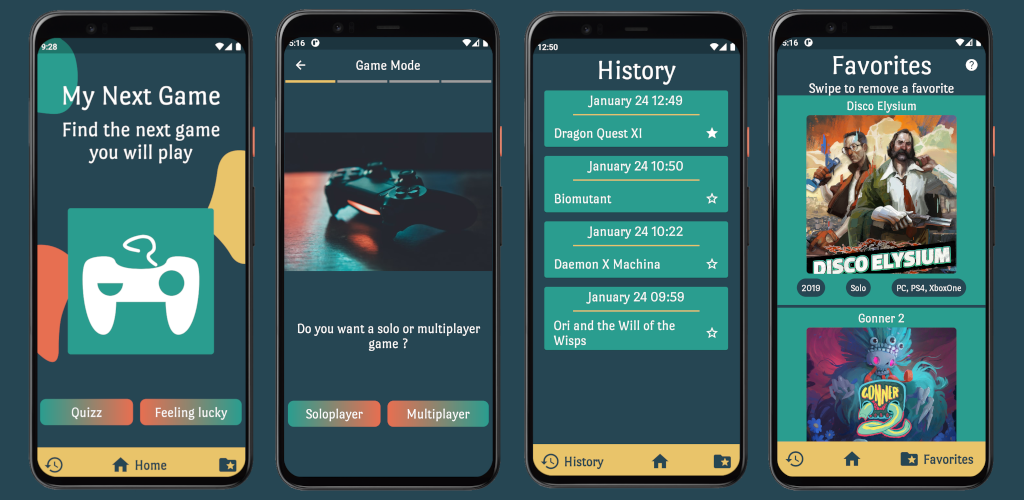 9:28
My Next Game
Find the next game
you will play
Quizz
Feeling lucky
Home
5:16
Game Mode
Do you want a solo or multiplayer
game ?
Soloplayer
Multiplayer
12:50
History
January 24 12:49
Dragon Quest XI
January 24 10:50
Biomutant
January 24 10:22
Daemon X Machina
January 24 09:59
Ori and the Will of the
Wisps
History
5:16
Favorites
?
Swipe to remove a favorite
Disco Elysium
DISCO ELYSIUM
2019
Solo
PC, PS4, XboxOne
Gonner 2
GONNER
Favorites